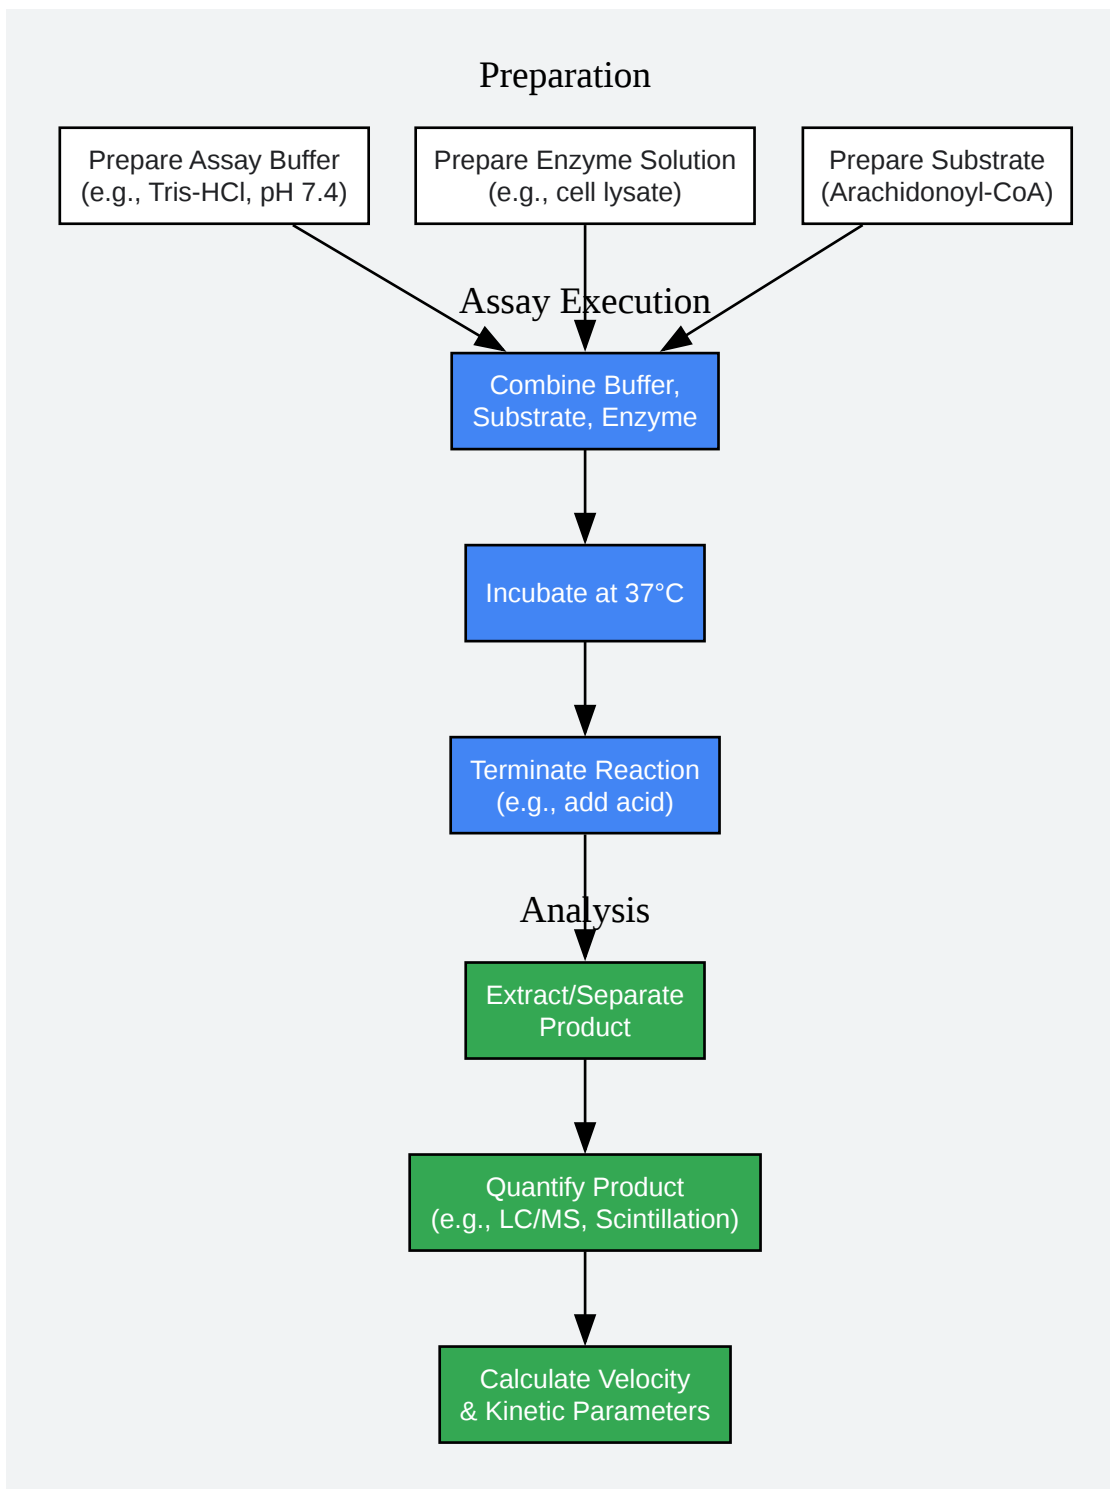 Preparation
Prepare Assay Buffer
(e.g., Tris-HCl, pH 7.4)
Prepare Enzyme Solution
(e.g., cell lysate)
Prepare Substrate
(Arachidonoyl-CoA)
Assay Execution
Combine Buffer,
Substrate, Enzyme
Incubate at 37°C
Terminate Reaction
(e.g., add acid)
Analysis
Extract/Separate
Product
Quantify Product
(e.g., LC/MS, Scintillation)
Calculate Velocity
& Kinetic Parameters